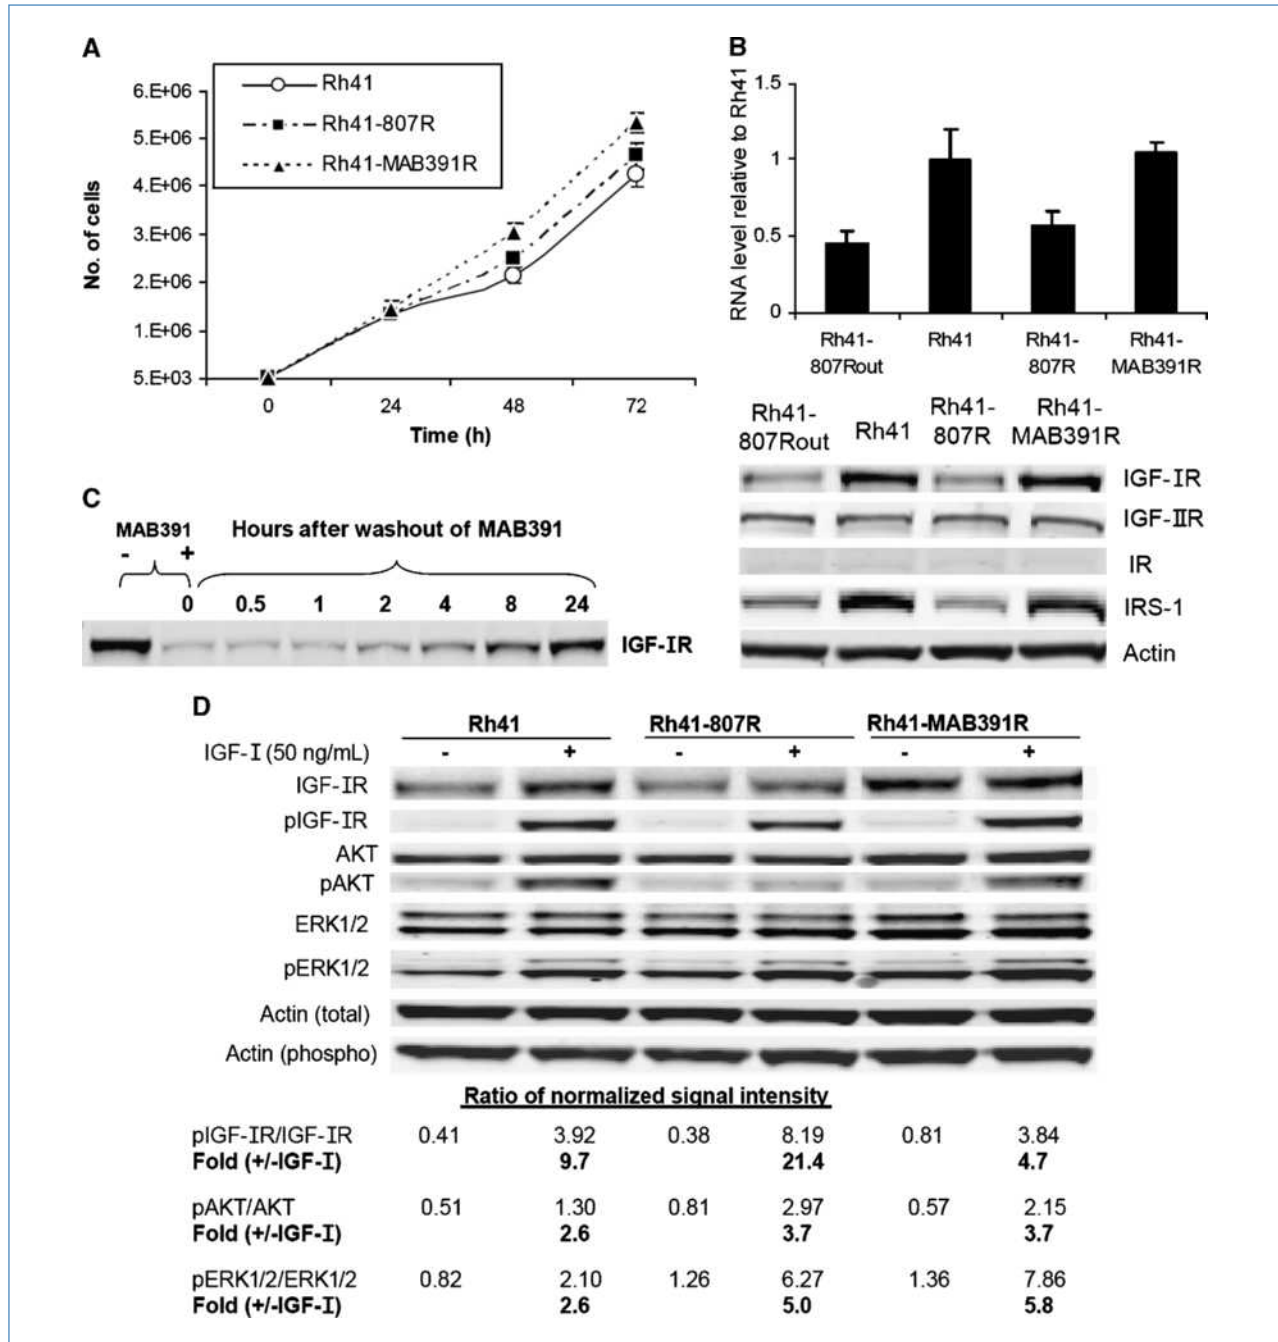 A
6.E+06
5.E+06
4.E+06
3.E+06
2.E+06
1.E+06
5.E+03
No. of cells
Rh41
Rh41-807R
Rh41-MAB391R
0 24 48 72
Time (h)
B
RNA level relative to Rh41
1.5
1
0.5
0
Rh41-807Rout
Rh41
Rh41-807R
Rh41-MAB391R
Rh41-807Rout
Rh41
Rh41-807R
Rh41-MAB391R
IGF-IR
IGF-IIR
IR
IRS-1
Actin
C
MAB391 Hours after washout of MAB391
- +
0 0.5 1 2 4 8 24
IGF-IR
D
Rh41 Rh41-807R Rh41-MAB391R
IGF-I (50 ng/mL) - + - + - +
IGF-IR
pIGF-IR
AKT
pAKT
ERK1/2
pERK1/2
Actin (total)
Actin (phospho)
Ratio of normalized signal intensity
pIGF-IR/IGF-IR 0.41 3.92 0.38 8.19 0.81 3.84
Fold (+/-IGF-I) 9.7 21.4 4.7
pAKT/AKT 0.51 1.30 0.81 2.97 0.57 2.15
Fold (+/-IGF-I) 2.6 3.7 3.7
pERK1/2/ERK1/2 0.82 2.10 1.26 6.27 1.36 7.86
Fold (+/-IGF-I) 2.6 5.0 5.8